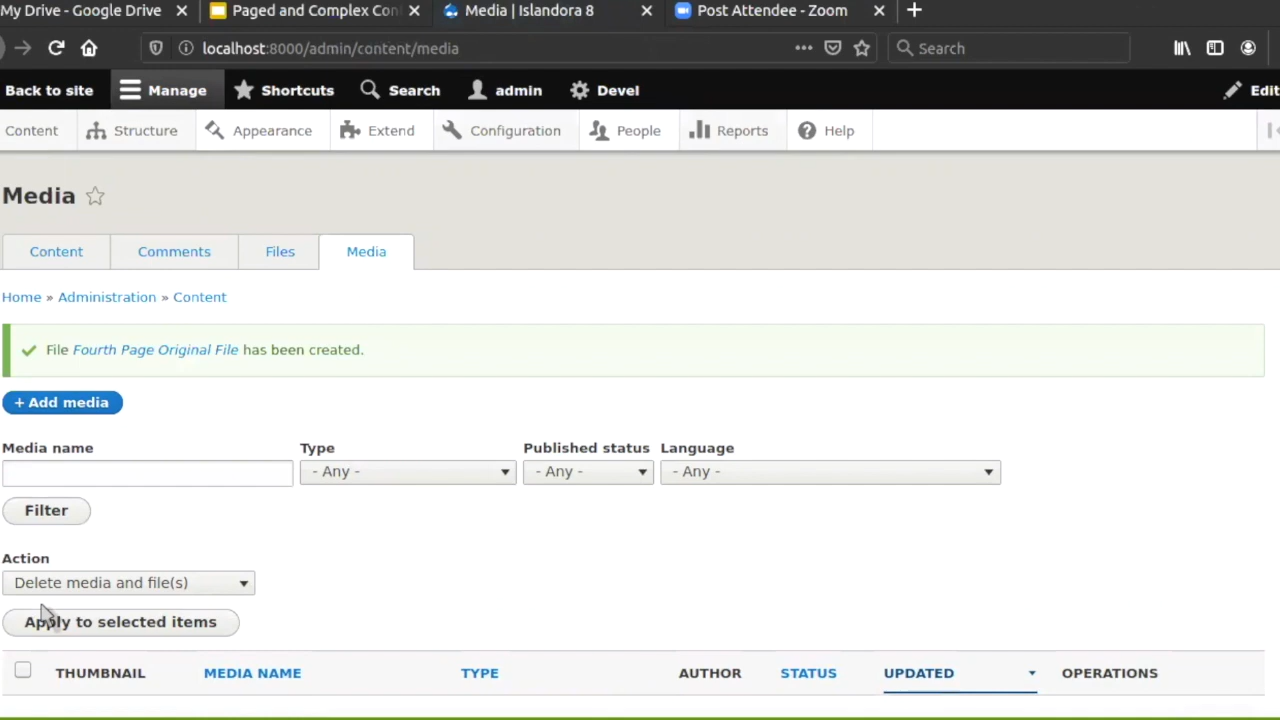 My Drive - Google Drive
Paged and Complex Con
Media | Islandora 8
Post Attendee - Zoom
localhost:8000/admin/content/media
Search
Back to site
Manage
Shortcuts
Search
admin
Devel
Edit
Content
Structure
Appearance
Extend
Configuration
People
Reports
Help
Media
Content
Comments
Files
Media
Home » Administration » Content
File Fourth Page Original File has been created.
+ Add media
Media name
Type
Published status
Language
- Any -
- Any -
- Any -
Filter
Action
Delete media and file(s)
Apply to selected items
THUMBNAIL
MEDIA NAME
TYPE
AUTHOR
STATUS
UPDATED
OPERATIONS